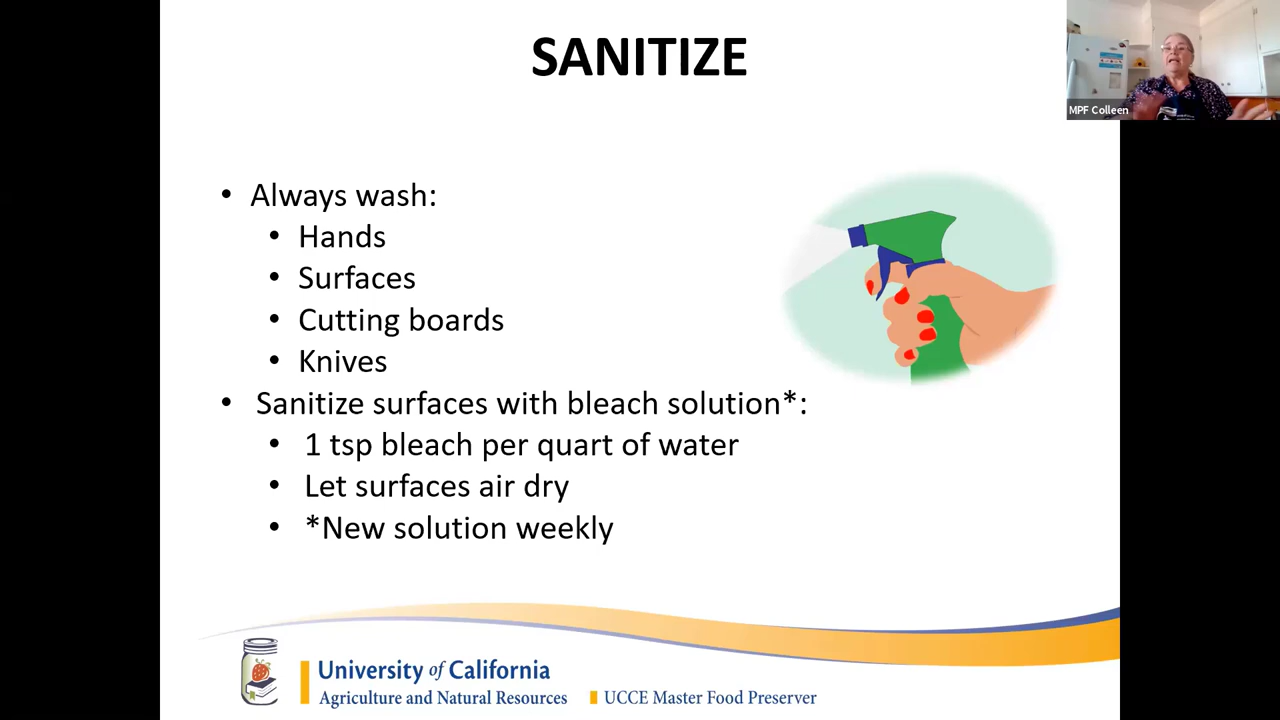 SANITIZE
MPF Colleen
• Always wash:
• Hands
• Surfaces
• Cutting boards
• Knives
• Sanitize surfaces with bleach solution*:
• 1 tsp bleach per quart of water
• Let surfaces air dry
• *New solution weekly
University of California
Agriculture and Natural Resources
UCCE Master Food Preserver